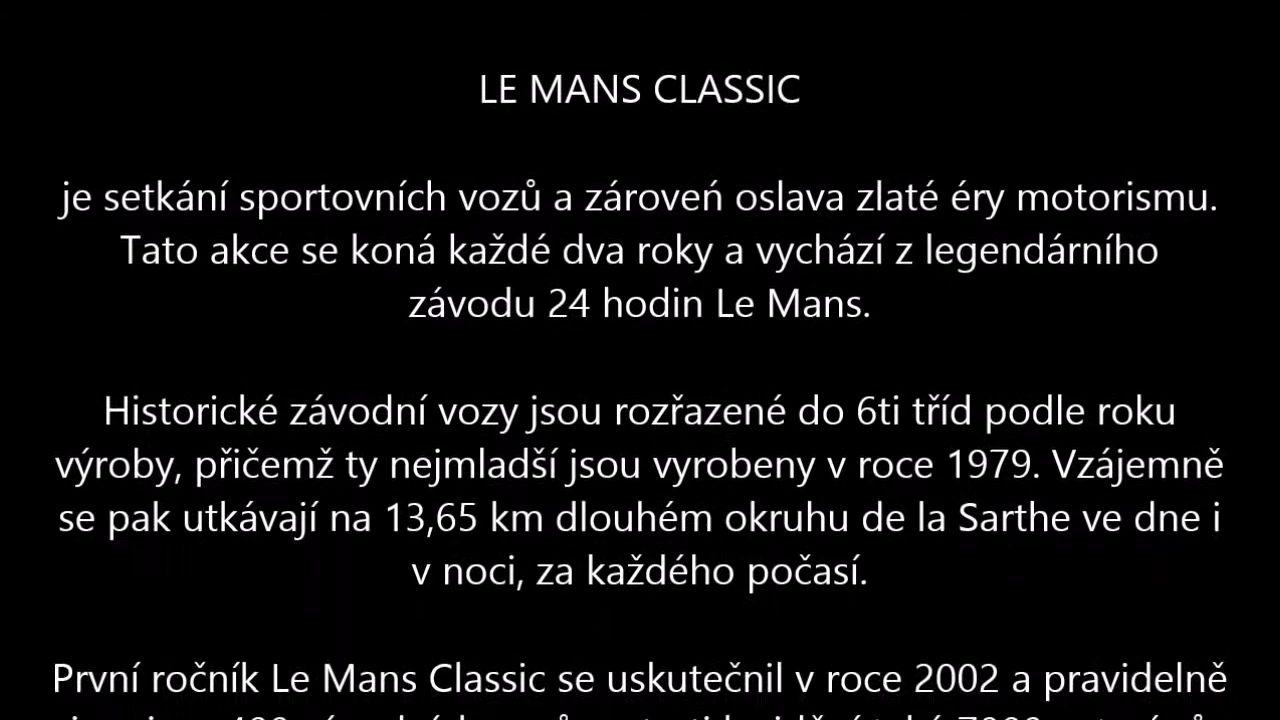 LE MANS CLASSIC
je setkání sportovních vozů a zároveń oslava zlaté éry motorismu.
Tato akce se koná každé dva roky a vychází z legendárního
závodu 24 hodin Le Mans.
Historické závodní vozy jsou rozřazené do 6ti tříd podle roku
výroby, přičemž ty nejmladší jsou vyrobeny v roce 1979. Vzájemně
se pak utkávají na 13,65 km dlouhém okruhu de la Sarthe ve dne i
v noci, za každého počasí.
První ročník Le Mans Classic se uskutečnil v roce 2002 a pravidelně